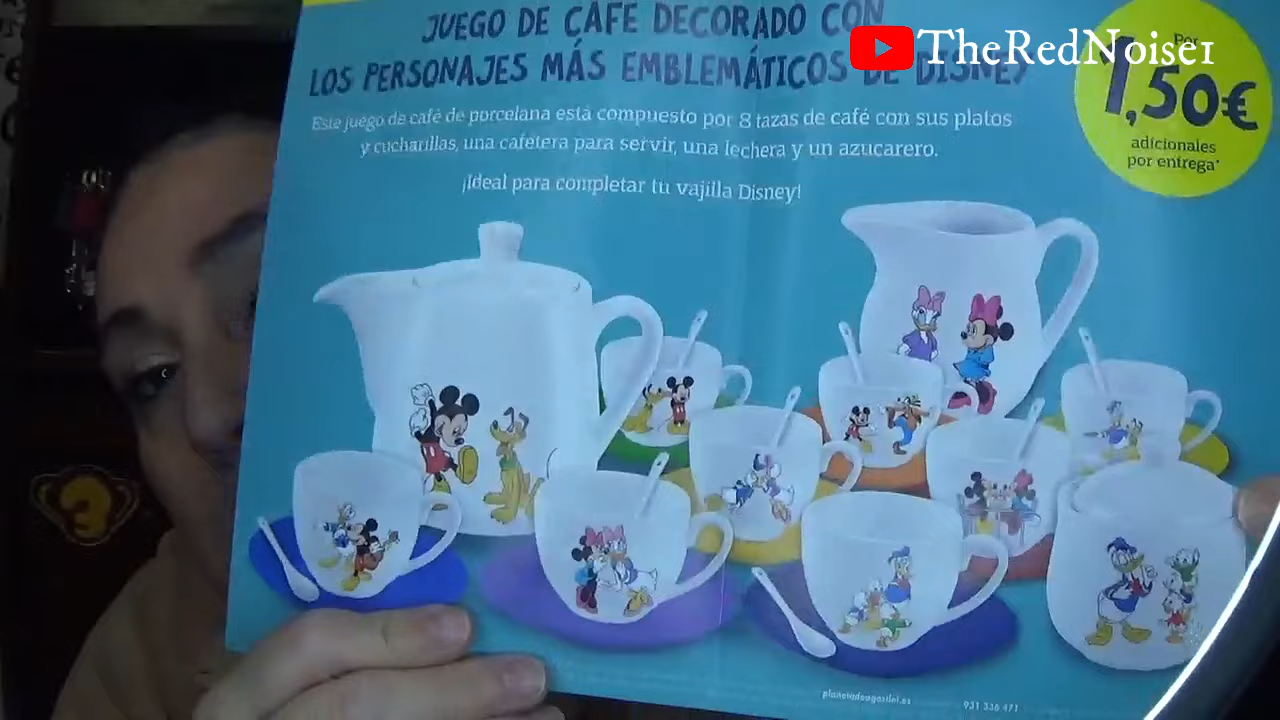 JUEGO DE CAFÉ DECORADO CON
LOS PERSONAJES MÁS EMBLEMÁTICOS DE DISNEY
TheRedNoise1
Por
1,50€
adicionales
por entrega*
Este juego de café de porcelana está compuesto por 8 tazas de café con sus platos
y cucharillas, una cafetera para servir, una lechera y un azucarero.
¡Ideal para completar tu vajilla Disney!
3
planetadeagostini.es
931 336 471